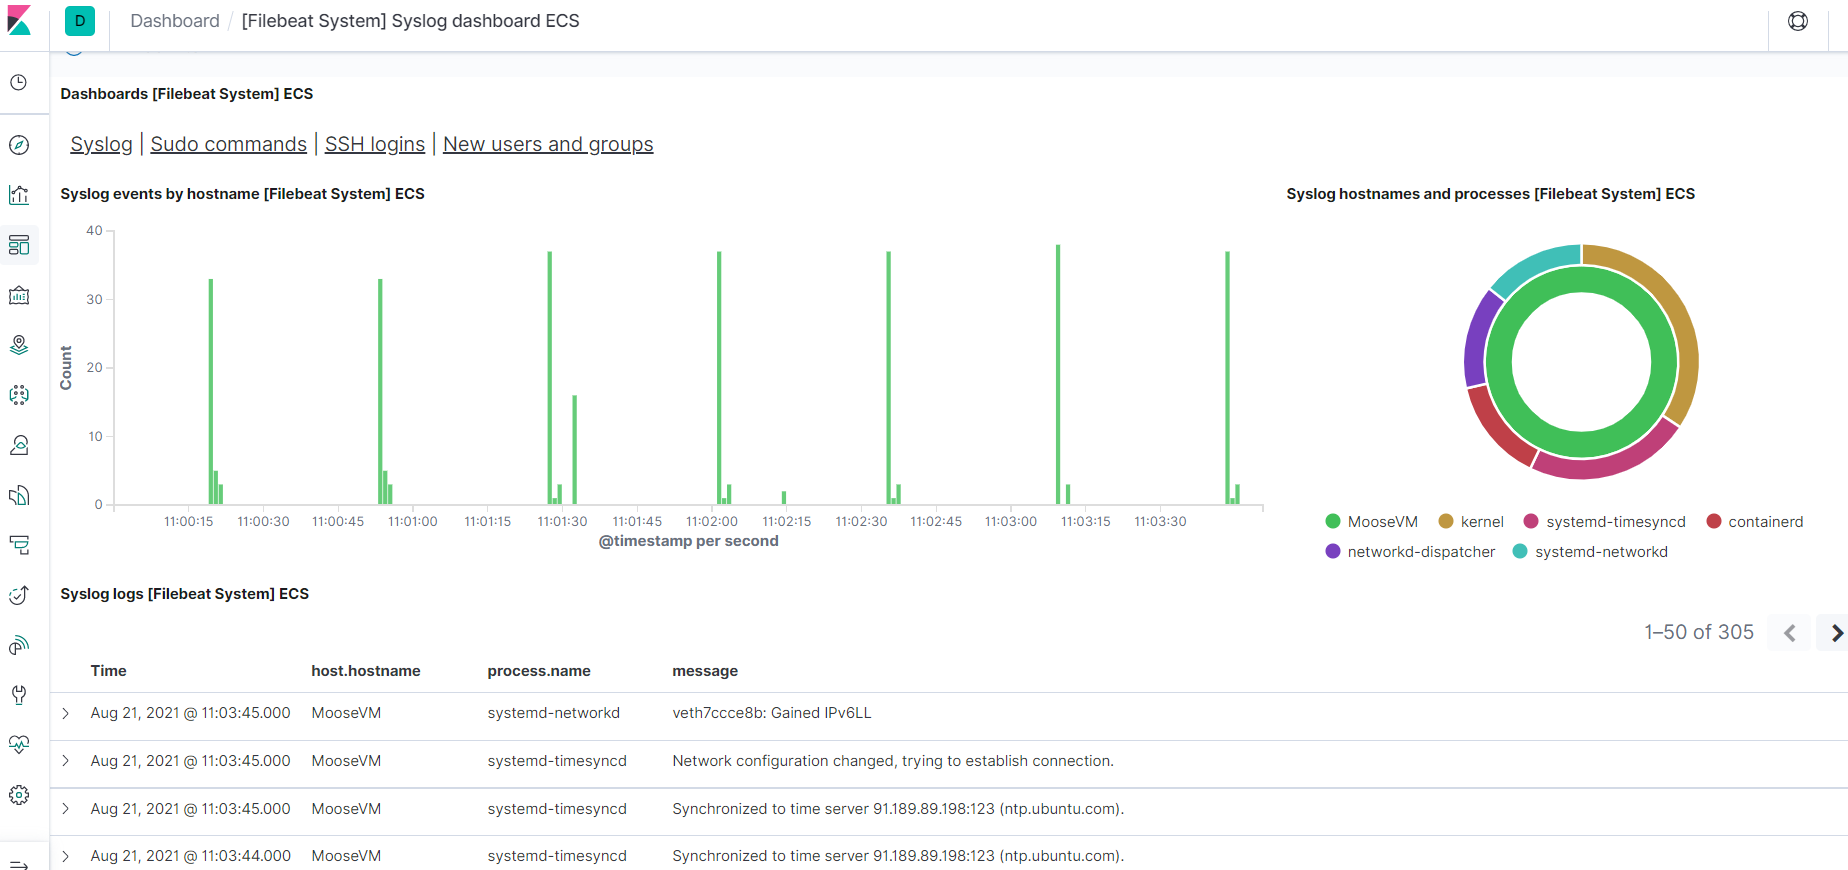 D Dashboard / [Filebeat System] Syslog dashboard ECS
Dashboards [Filebeat System] ECS
Syslog | Sudo commands | SSH logins | New users and groups
Syslog events by hostname [Filebeat System] ECS
40
30
20
10
0
Count
11:00:15 11:00:30 11:00:45 11:01:00 11:01:15 11:01:30 11:01:45 11:02:00 11:02:15 11:02:30 11:02:45 11:03:00 11:03:15 11:03:30
@timestamp per second
Syslog hostnames and processes [Filebeat System] ECS
MooseVM kernel systemd-timesyncd containerd
networkd-dispatcher systemd-networkd
Syslog logs [Filebeat System] ECS
1–50 of 305
Time host.hostname process.name message
Aug 21, 2021 @ 11:03:45.000 MooseVM systemd-networkd veth7ccce8b: Gained IPv6LL
Aug 21, 2021 @ 11:03:45.000 MooseVM systemd-timesyncd Network configuration changed, trying to establish connection.
Aug 21, 2021 @ 11:03:45.000 MooseVM systemd-timesyncd Synchronized to time server 91.189.89.198:123 (ntp.ubuntu.com).
Aug 21, 2021 @ 11:03:44.000 MooseVM systemd-timesyncd Synchronized to time server 91.189.89.198:123 (ntp.ubuntu.com).